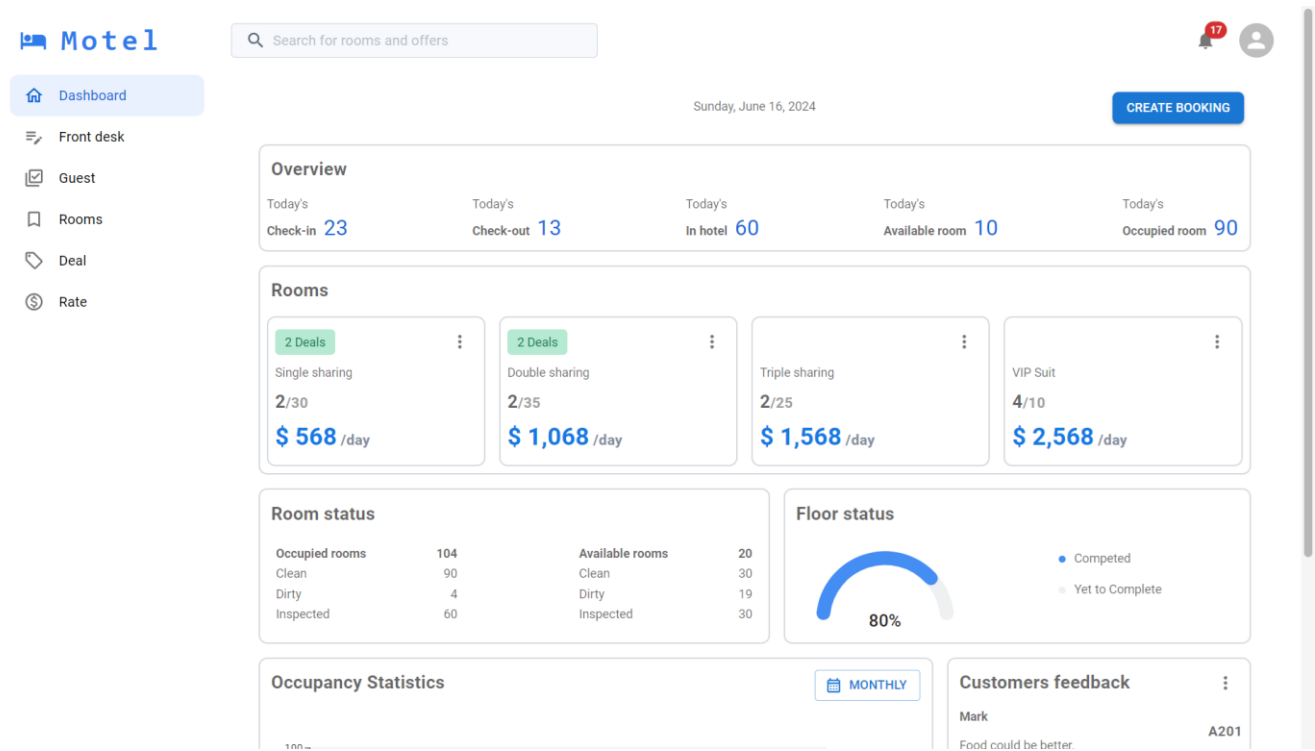 Motel
Search for rooms and offers
17
Dashboard
Front desk
Guest
Rooms
Deal
Rate
Sunday, June 16, 2024
CREATE BOOKING
Overview
Today's Today's Today's Today's Today's
Check-in 23 Check-out 13 In hotel 60 Available room 10 Occupied room 90
Rooms
2 Deals 2 Deals
Single sharing Double sharing Triple sharing VIP Suit
2/30 2/35 2/25 4/10
$ 568 /day $ 1,068 /day $ 1,568 /day $ 2,568 /day
Room status
Occupied rooms 104 Available rooms 20
Clean 90 Clean 30
Dirty 4 Dirty 19
Inspected 60 Inspected 30
Floor status
Competed
Yet to Complete
80%
Occupancy Statistics
MONTHLY
100
Customers feedback
Mark
A201
Food could be better.